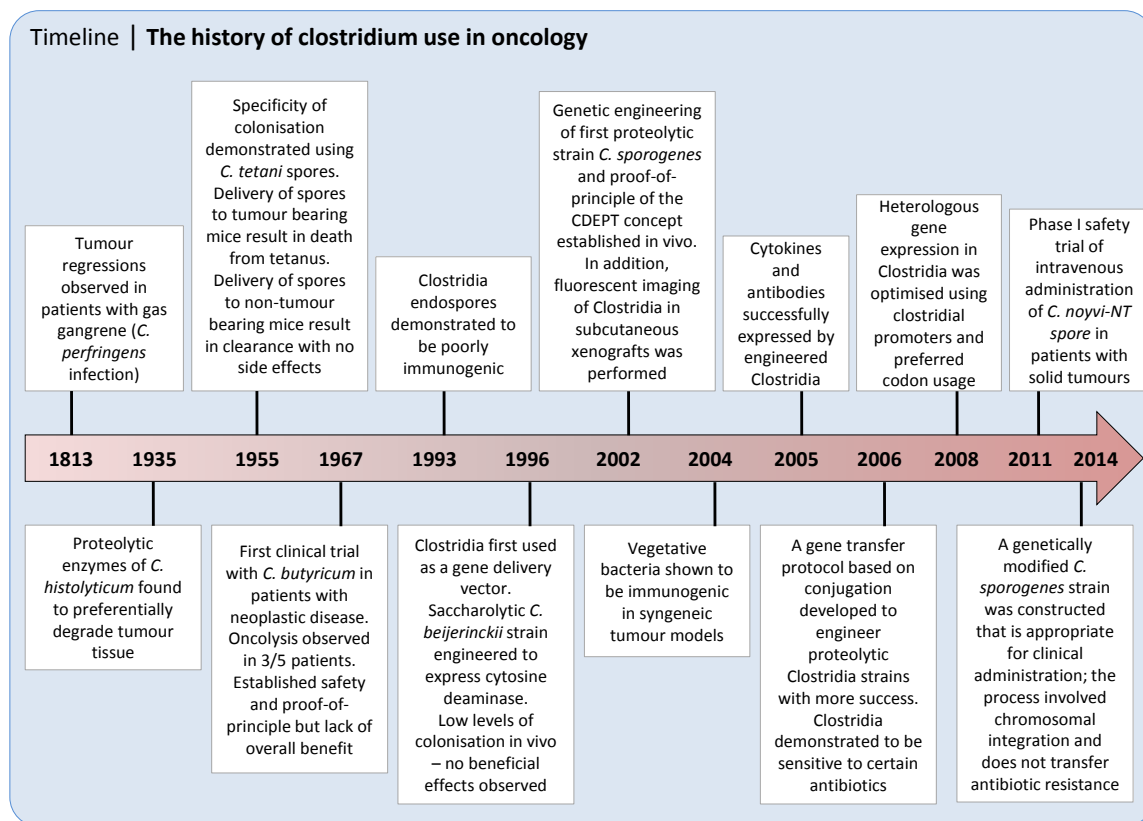 Timeline | The history of clostridium use in oncology
Tumour
regressions
observed in
patients with gas
gangrene (C.
perfringens
infection)
Specificity of
colonisation
demonstrated using
C. tetani spores.
Delivery of spores
to tumour bearing
mice result in death
from tetanus.
Delivery of spores
to non-tumour
bearing mice result
in clearance with no
side effects
Clostridia
endospores
demonstrated to
be poorly
immunogenic
Genetic engineering
of first proteolytic
strain C. sporogenes
and proof-of-
principle of the
CDEPT concept
established in vivo.
In addition,
fluorescent imaging
of Clostridia in
subcutaneous
xenografts was
performed
Cytokines
and
antibodies
successfully
expressed by
engineered
Clostridia
Heterologous
gene
expression in
Clostridia was
optimised using
clostridial
promoters and
preferred
codon usage
Phase I safety
trial of
intravenous
administration
of C. noyvi-NT
spore in
patients with
solid tumours
1813 1935 1955 1967 1993 1996 2002 2004 2005 2006 2008 2011 2014
Proteolytic
enzymes of C.
histolyticum found
to preferentially
degrade tumour
tissue
First clinical trial
with C. butyricum in
patients with
neoplastic disease.
Oncolysis observed
in 3/5 patients.
Established safety
and proof-of-
principle but lack of
overall benefit
Clostridia first used
as a gene delivery
vector.
Saccharolytic C.
beijerinckii strain
engineered to
express cytosine
deaminase.
Low levels of
colonisation in vivo
– no beneficial
effects observed
Vegetative
bacteria shown to
be immunogenic
in syngeneic
tumour models
A gene transfer
protocol based on
conjugation
developed to
engineer
proteolytic
Clostridia strains
with more success.
Clostridia
demonstrated to be
sensitive to certain
antibiotics
A genetically
modified C.
sporogenes strain
was constructed
that is appropriate
for clinical
administration; the
process involved
chromosomal
integration and
does not transfer
antibiotic resistance